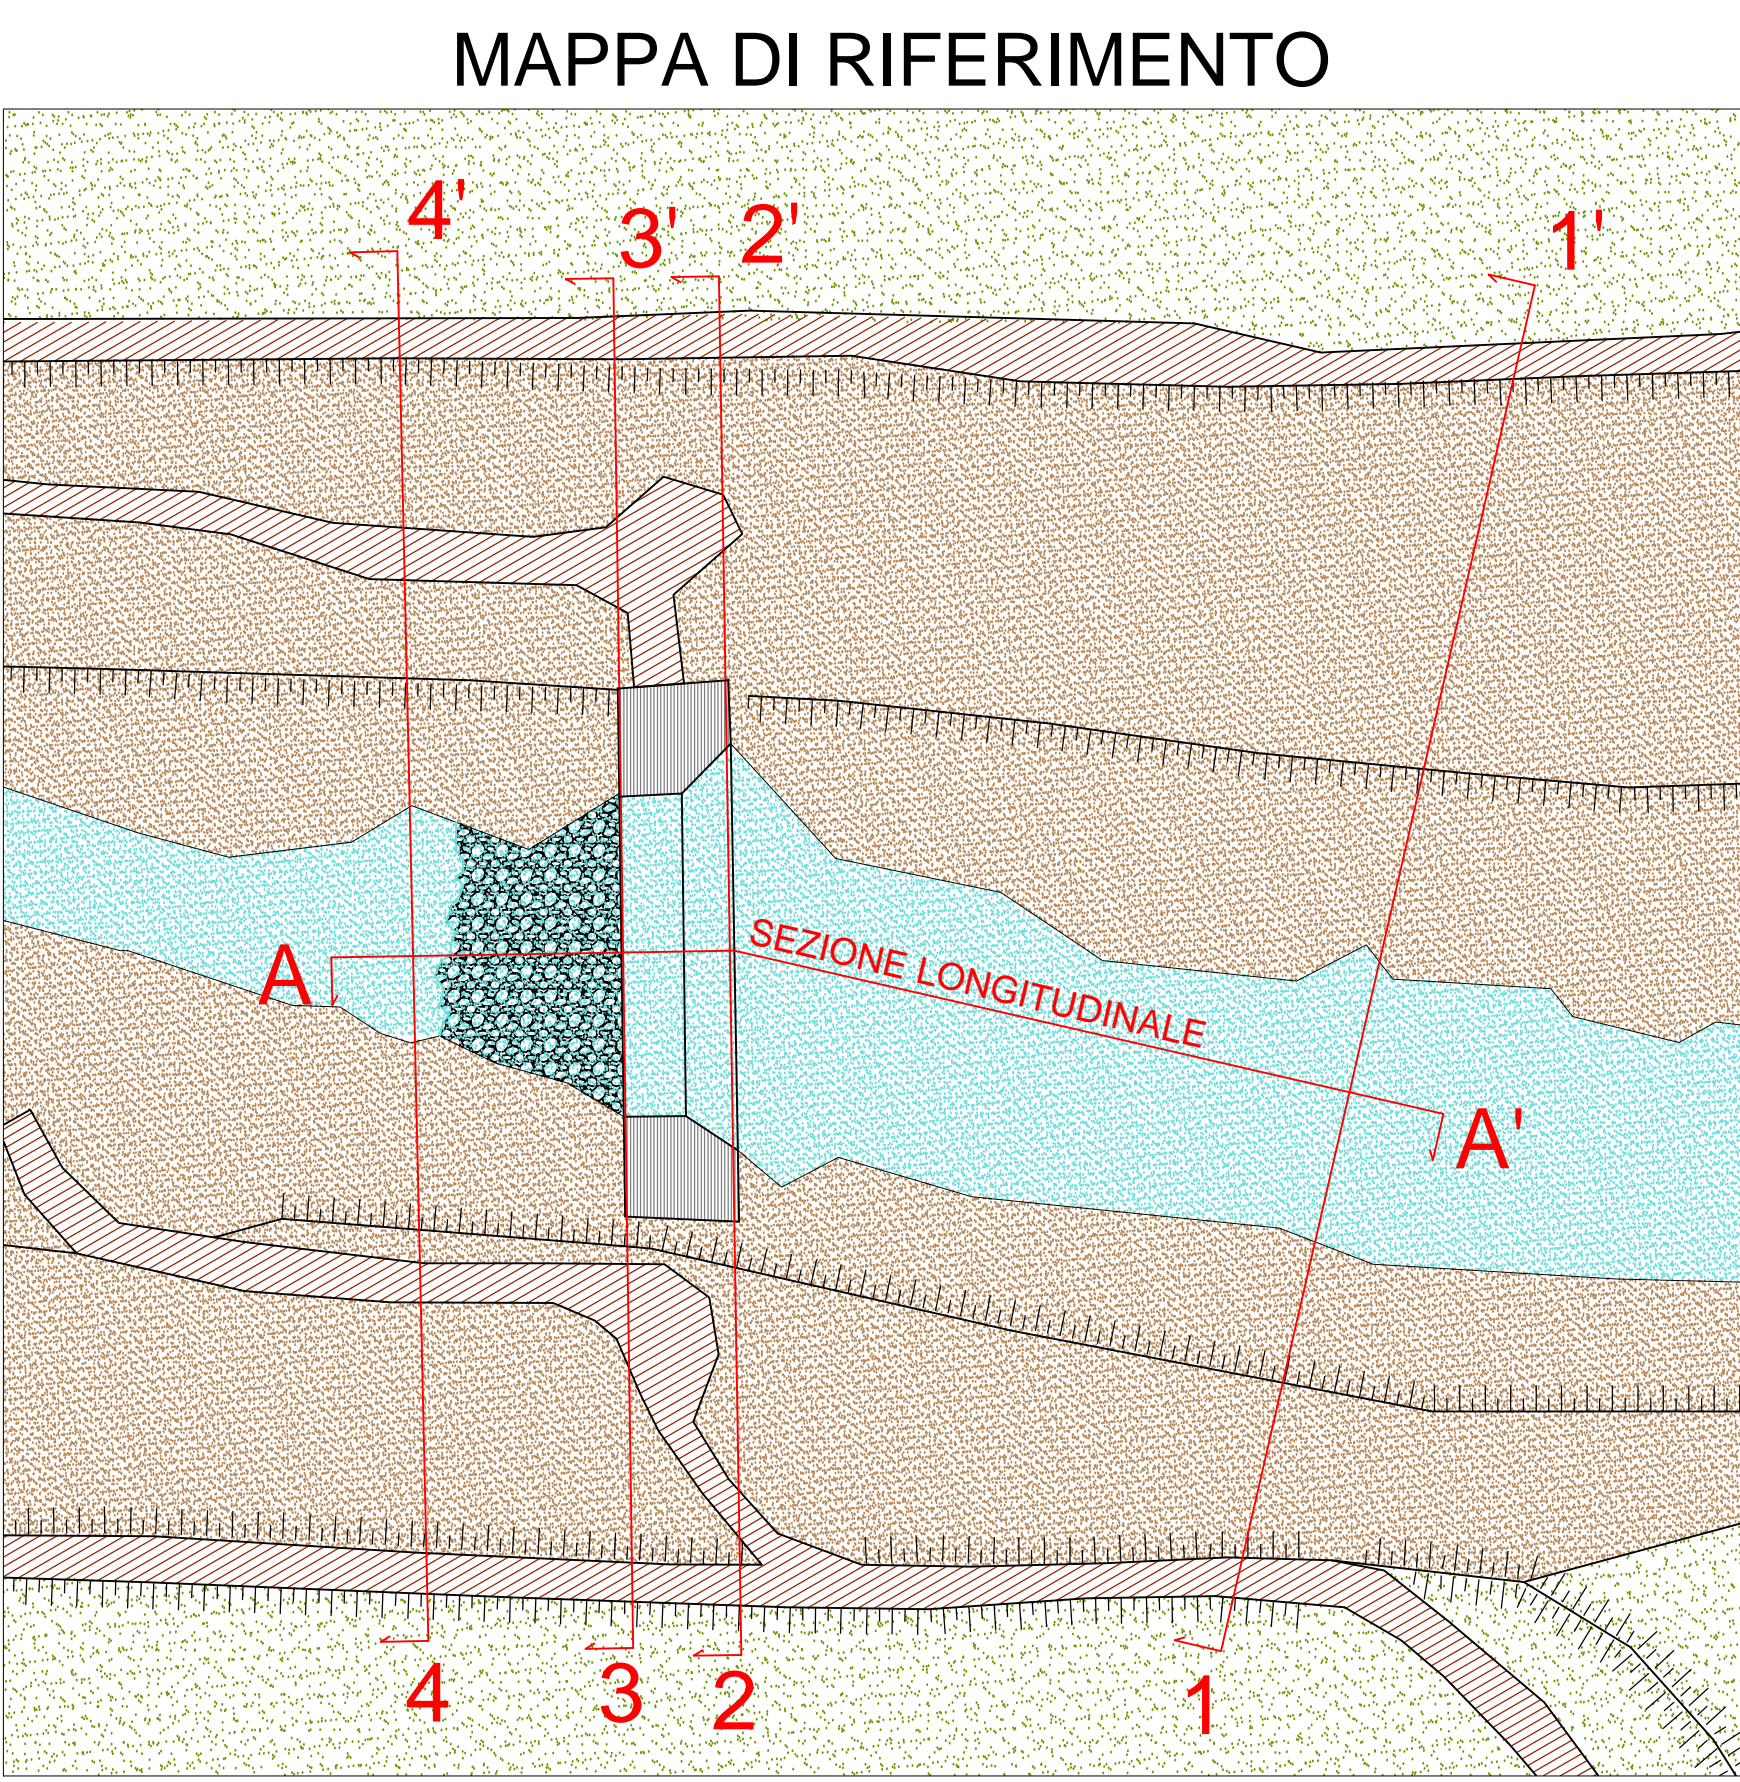 MAPPA DI RIFERIMENTO
4'
3'
2'
1'
SEZIONE LONGITUDINALE
A
A'
4
3
2
1